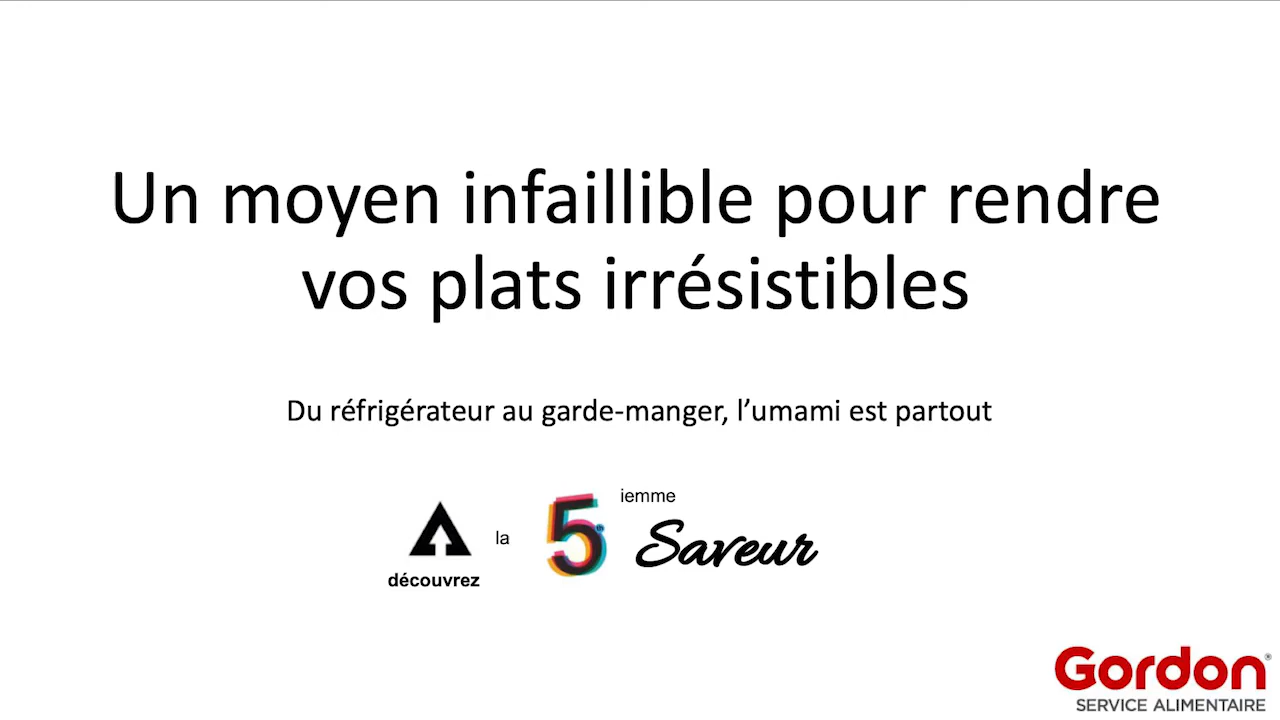 Un moyen infaillible pour rendre
vos plats irrésistibles
Du réfrigérateur au garde-manger, l’umami est partout
découvrez
la
5th
iemme
Saveur
Gordon®
SERVICE ALIMENTAIRE